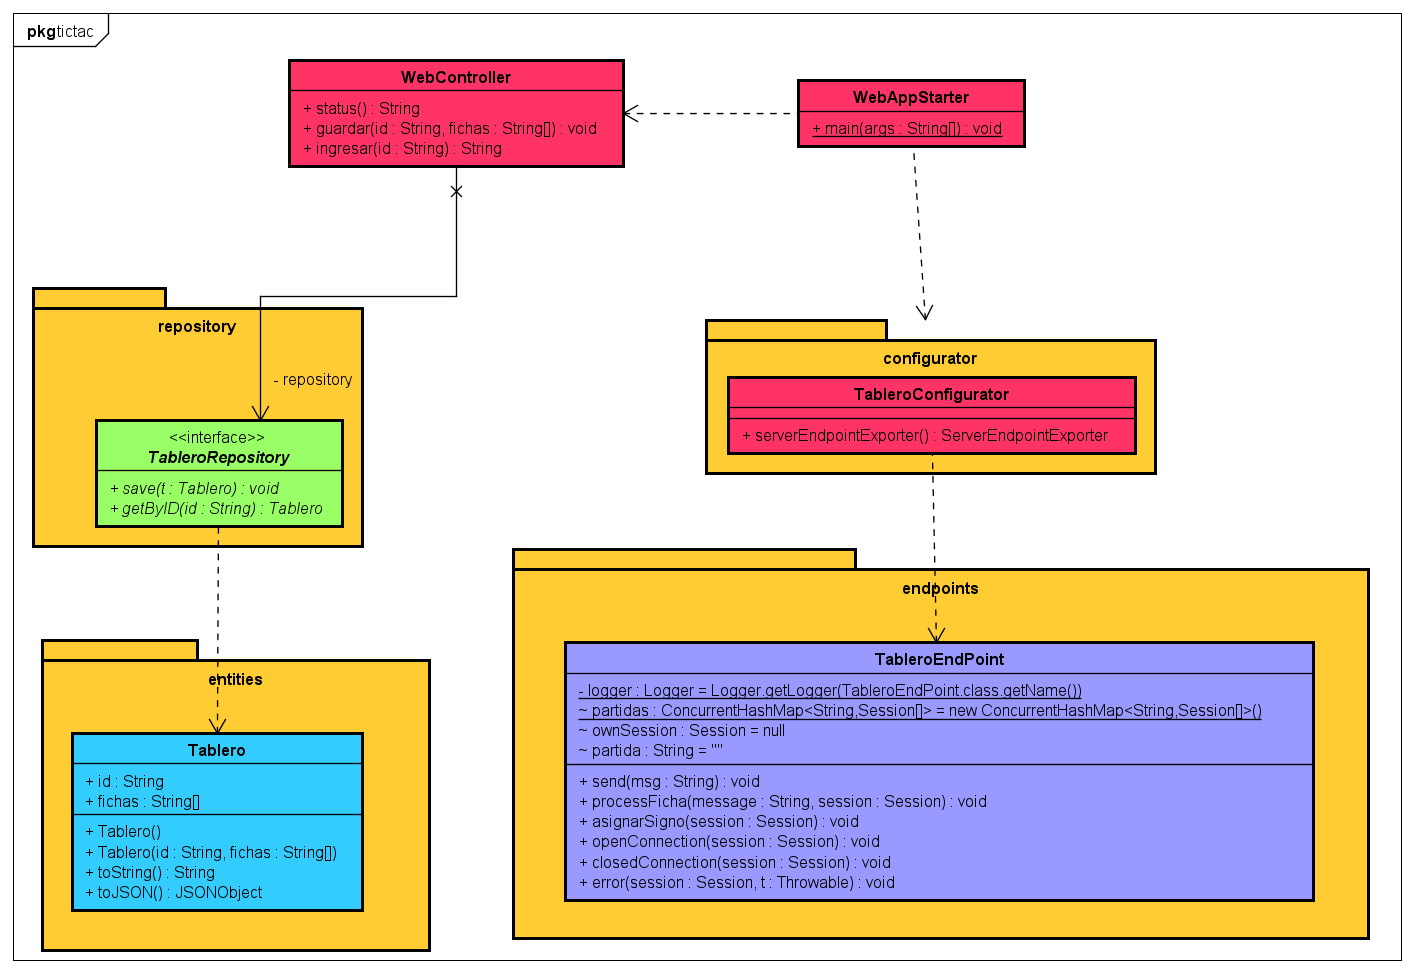 pkg tictac
WebController
+ status() : String
+ guardar(id : String, fichas : String[]) : void
+ ingresar(id : String) : String
WebAppStarter
+ main(args : String[]) : void
repository
- repository
<<interface>>
TableroRepository
+ save(t : Tablero) : void
+ getByID(id : String) : Tablero
configurator
TableroConfigurator
+ serverEndpointExporter() : ServerEndpointExporter
entities
Tablero
+ id : String
+ fichas : String[]
+ Tablero()
+ Tablero(id : String, fichas : String[])
+ toString() : String
+ toJSON() : JSONObject
endpoints
TableroEndPoint
- logger : Logger = Logger.getLogger(TableroEndPoint.class.getName())
~ partidas : ConcurrentHashMap<String,Session[]> = new ConcurrentHashMap<String,Session[]>()
~ ownSession : Session = null
~ partida : String = ""
+ send(msg : String) : void
+ processFicha(message : String, session : Session) : void
+ asignarSigno(session : Session) : void
+ openConnection(session : Session) : void
+ closedConnection(session : Session) : void
+ error(session : Session, t : Throwable) : void